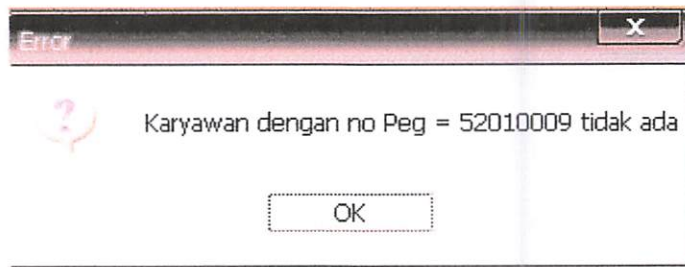 Error
X
?
Karyawan dengan no Peg = 52010009 tidak ada
OK